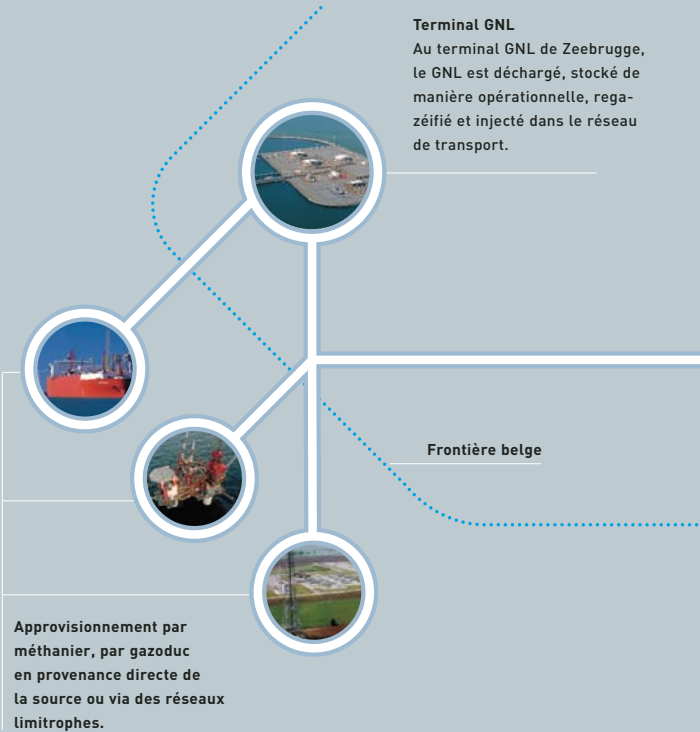 Terminal GNL
Au terminal GNL de Zeebrugge,
le GNL est déchargé, stocké de
manière opérationnelle, rega-
zéifié et injecté dans le réseau
de transport.
Frontière belge
Approvisionnement par
méthanier, par gazoduc
en provenance directe de
la source ou via des réseaux
limitrophes.